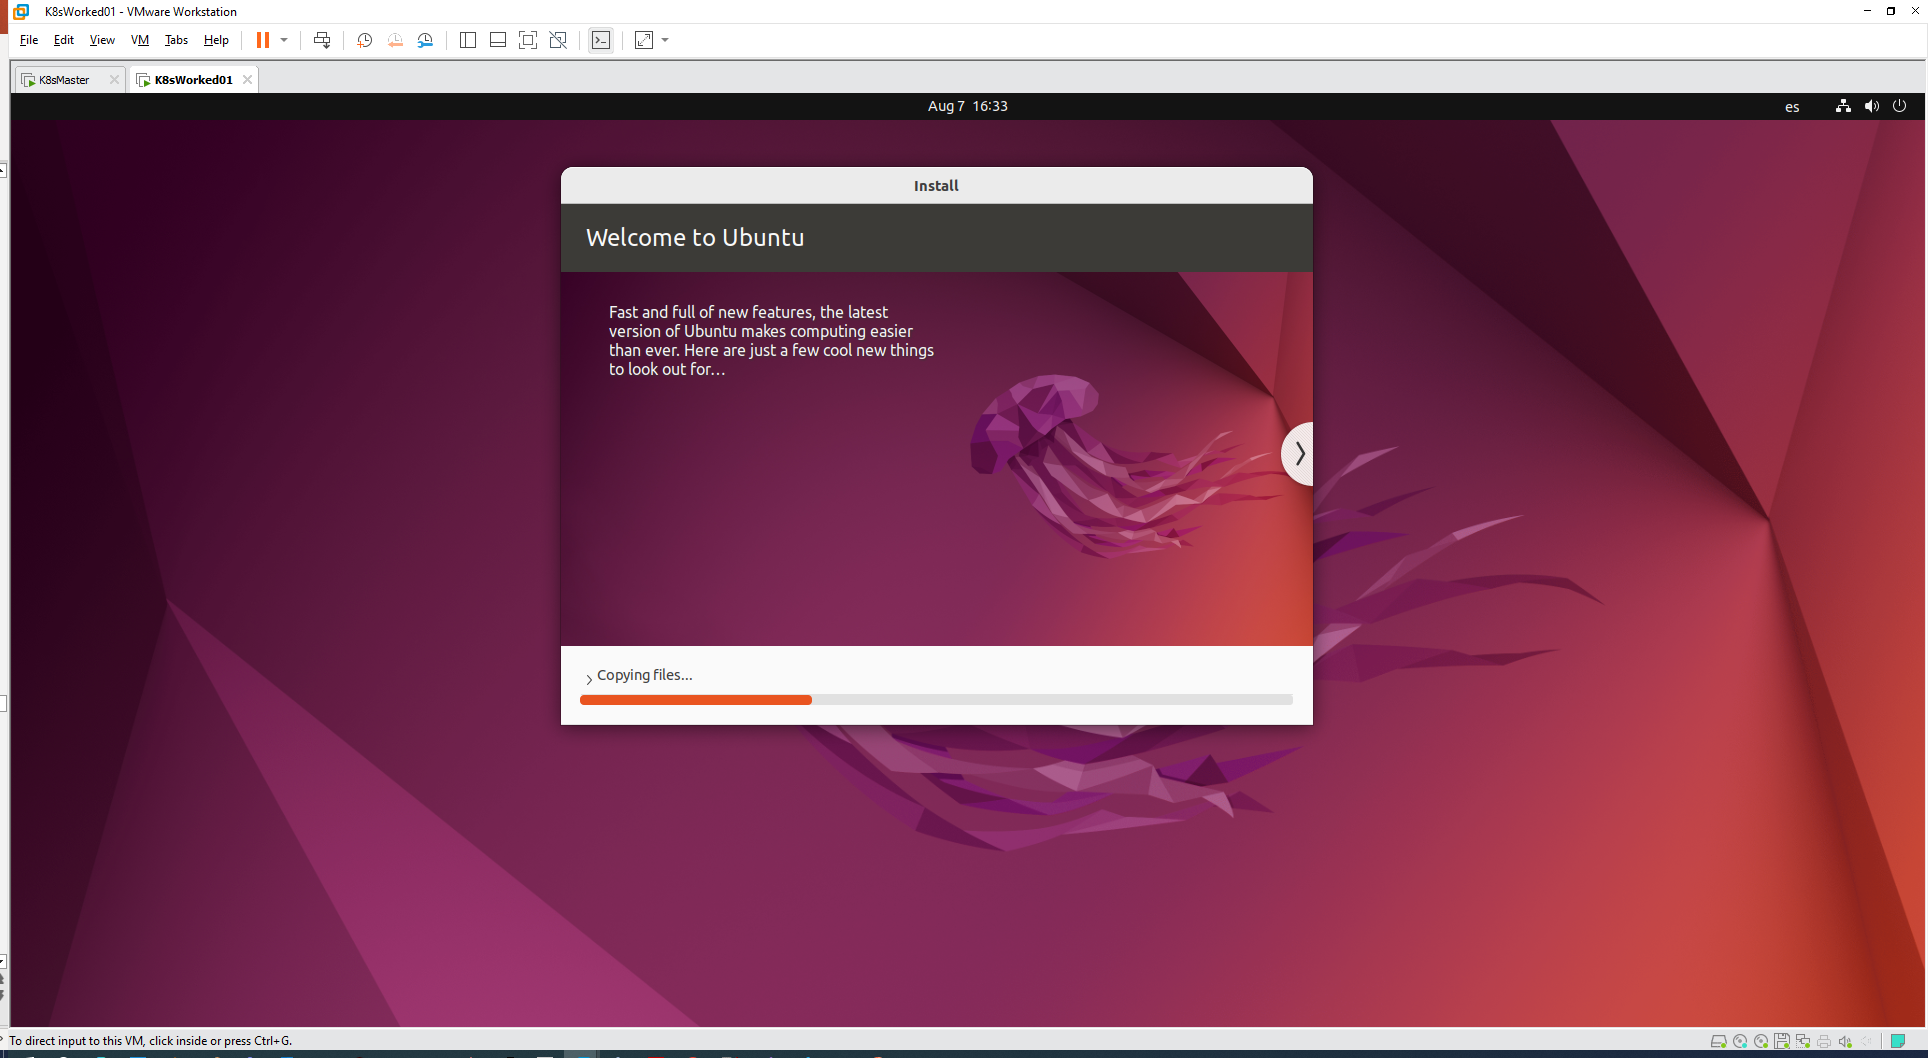 K8sWorked01 - VMware Workstation
File Edit View VM Tabs Help
K8sMaster K8sWorked01
Aug 7 16:33 es
Install
Welcome to Ubuntu
Fast and full of new features, the latest
version of Ubuntu makes computing easier
than ever. Here are just a few cool new things
to look out for...
Copying files...
To direct input to this VM, click inside or press Ctrl+G.